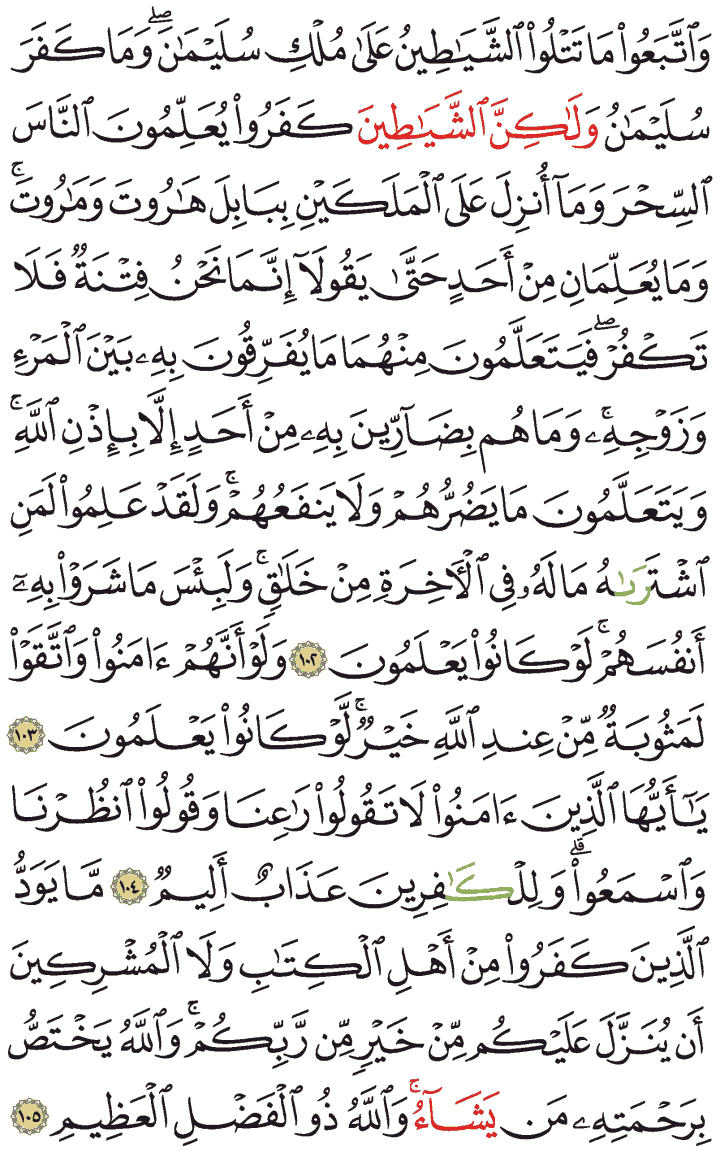 وَٱتَّبَعُوا۟ مَا تَتْلُوا۟ ٱلشَّيَـٰطِينُ عَلَىٰ مُلْكِ سُلَيْمَـٰنَ ۖ وَمَا كَفَرَ
سُلَيْمَـٰنُ وَلَـٰكِنَّ ٱلشَّيَـٰطِينَ كَفَرُوا۟ يُعَلِّمُونَ ٱلنَّاسَ
ٱلسِّحْرَ وَمَآ أُنزِلَ عَلَى ٱلْمَلَكَيْنِ بِبَابِلَ هَـٰرُوتَ وَمَـٰرُوتَ ۚ
وَمَا يُعَلِّمَانِ مِنْ أَحَدٍ حَتَّىٰ يَقُولَآ إِنَّمَا نَحْنُ فِتْنَةٌ فَلَا
تَكْفُرْ ۖ فَيَتَعَلَّمُونَ مِنْهُمَا مَا يُفَرِّقُونَ بِهِۦ بَيْنَ ٱلْمَرْءِ
وَزَوْجِهِۦ ۚ وَمَا هُم بِضَآرِّينَ بِهِۦ مِنْ أَحَدٍ إِلَّا بِإِذْنِ ٱللَّهِ ۚ
وَيَتَعَلَّمُونَ مَا يَضُرُّهُمْ وَلَا يَنفَعُهُمْ ۚ وَلَقَدْ عَلِمُوا۟ لَمَنِ
ٱشْتَرَىٰهُ مَا لَهُۥ فِى ٱلْـَٔاخِرَةِ مِنْ خَلَـٰقٍ ۚ وَلَبِئْسَ مَا شَرَوْا۟ بِهِۦٓ
أَنفُسَهُمْ ۚ لَوْ كَانُوا۟ يَعْلَمُونَ ١٠٢ وَلَوْ أَنَّهُمْ ءَامَنُوا۟ وَٱتَّقَوْا۟
لَمَثُوبَةٌ مِّنْ عِندِ ٱللَّهِ خَيْرٌ ۖ لَّوْ كَانُوا۟ يَعْلَمُونَ ١٠٣
يَـٰٓأَيُّهَا ٱلَّذِينَ ءَامَنُوا۟ لَا تَقُولُوا۟ رَٰعِنَا وَقُولُوا۟ ٱنظُرْنَا
وَٱسْمَعُوا۟ ۗ وَلِلْكَـٰفِرِينَ عَذَابٌ أَلِيمٌ ١٠٤ مَّا يَوَدُّ
ٱلَّذِينَ كَفَرُوا۟ مِنْ أَهْلِ ٱلْكِتَـٰبِ وَلَا ٱلْمُشْرِكِينَ
أَن يُنَزَّلَ عَلَيْكُم مِّنْ خَيْرٍ مِّن رَّبِّكُمْ ۚ وَٱللَّهُ يَخْتَصُّ
بِرَحْمَتِهِۦ مَن يَشَآءُ ۚ وَٱللَّهُ ذُو ٱلْفَضْلِ ٱلْعَظِيمِ ١٠٥